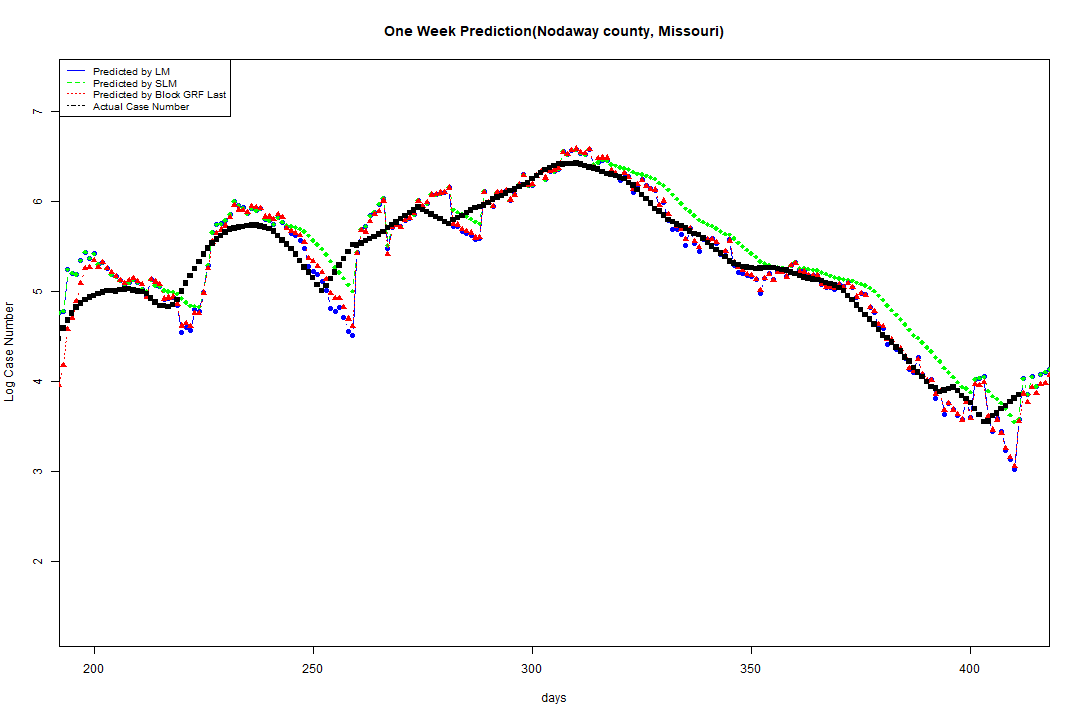 One Week Prediction(Nodaway county, Missouri)
Predicted by LM
Predicted by SLM
Predicted by Block GRF Last
Actual Case Number
Log Case Number
7
6
5
4
3
2
200 250 300 350 400
days